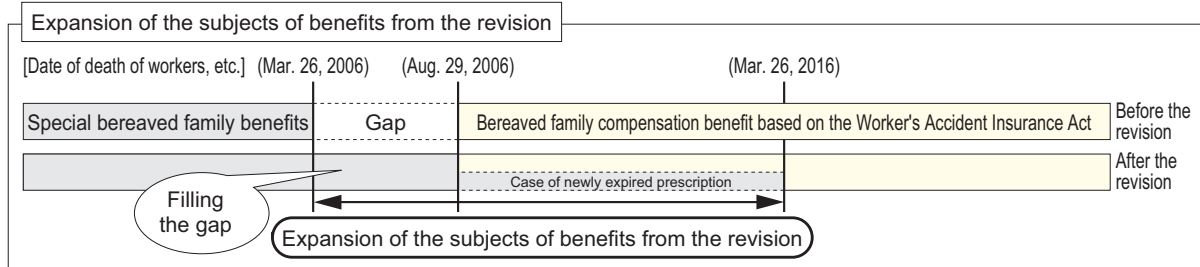 Expansion of the subjects of benefits from the revision
[Date of death of workers, etc.] (Mar. 26, 2006) (Aug. 29, 2006) (Mar. 26, 2016)
Special bereaved family benefits Gap Bereaved family compensation benefit based on the Worker's Accident Insurance Act
Before the
revision
After the
revision
Case of newly expired prescription
Filling
the gap
Expansion of the subjects of benefits from the revision